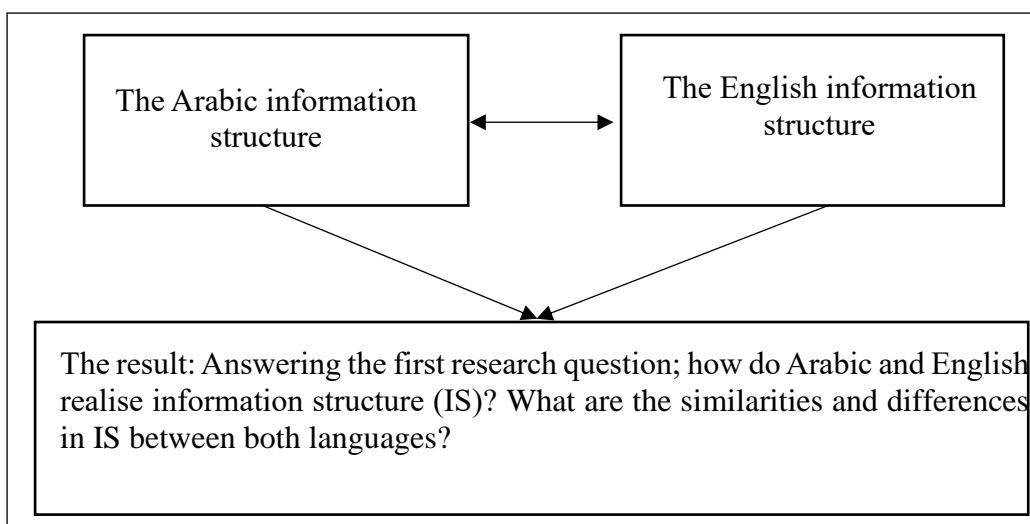 The Arabic information
structure
The English information
structure
The result: Answering the first research question; how do Arabic and English
realise information structure (IS)? What are the similarities and differences
in IS between both languages?